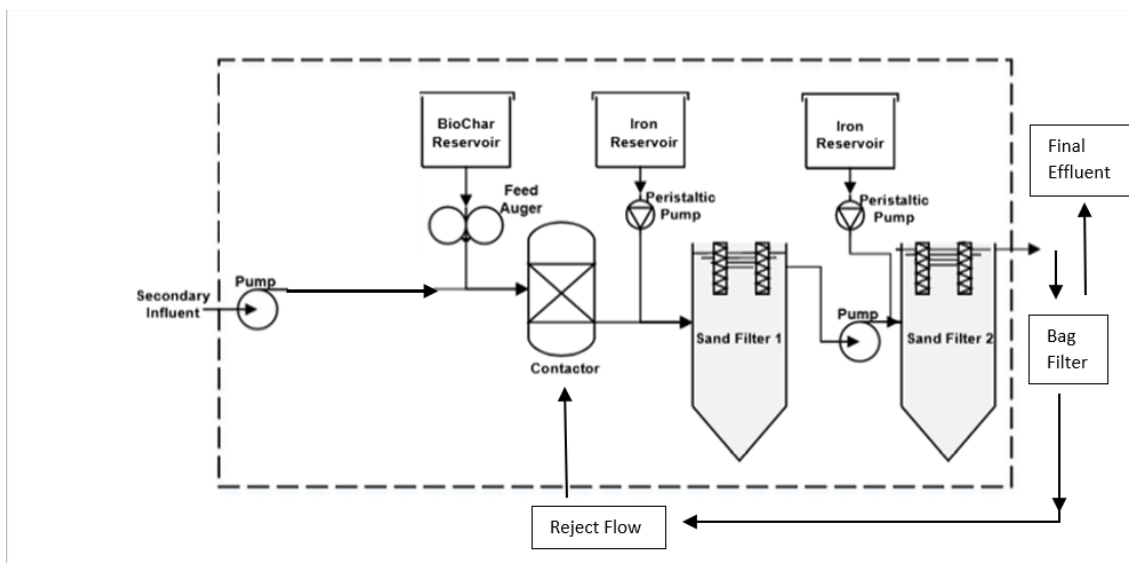 BioChar
Reservoir
Iron
Reservoir
Iron
Reservoir
Final
Effluent
Feed
Auger
Peristaltic
Pump
Peristaltic
Pump
Secondary
Influent
Pump
Contactor
Sand Filter 1
Pump
Sand Filter 2
Bag
Filter
Reject Flow